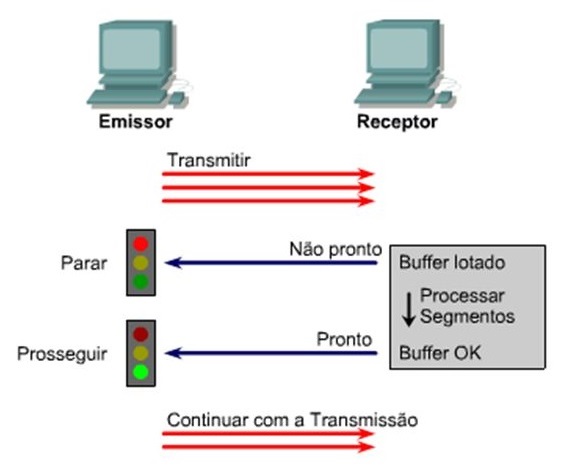 Emissor
Receptor
Transmitir
Não pronto
Parar
Buffer lotado
Processar
Segmentos
Pronto
Prosseguir
Buffer OK
Continuar com a Transmissão